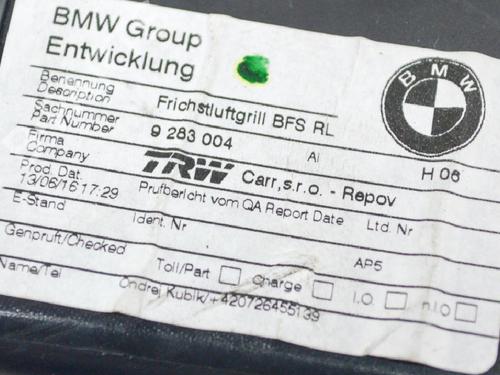 BMW Group
Entwicklung
BMW
Benennung
Description
Frichstluftgrill BFS RL
Sachnummer
Part Number
9 283 004
AI
H 06
Firma
Company
TRW Carr,s.r.o. - Repov
Prod. Dat.
13/06/16 17:29
Prufbericht vom QA Report Date
Ltd. Nr
E-Stand
Ident. Nr
AP5
Genpruft/Checked
Toll/Part
Charge
I.O
n.IO
Name/Tel
Ondrej Kubik/+420726455139